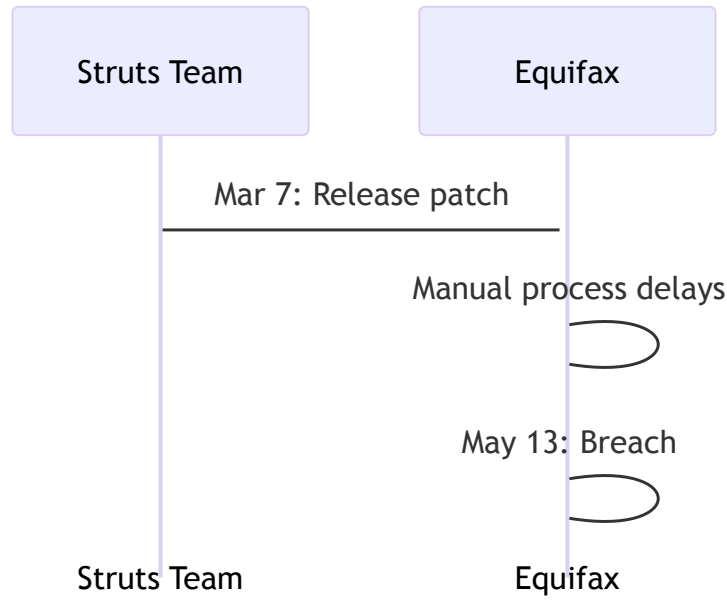 Struts Team
Equifax
Mar 7: Release patch
Manual process delays
May 13: Breach
Struts Team
Equifax